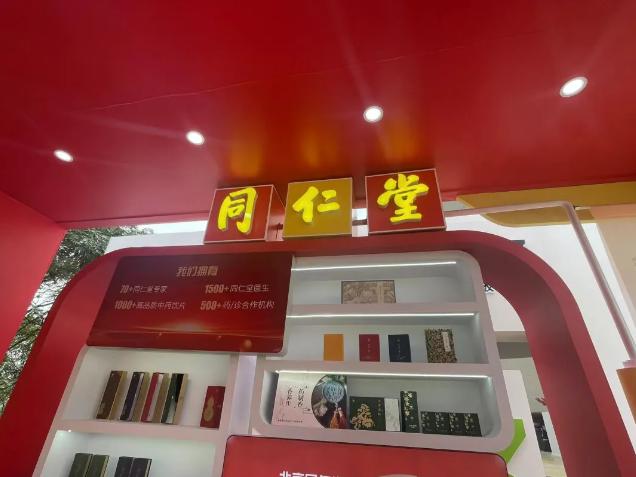 同仁堂
我们拥有
70+同仁堂专家
1500+同仁堂医生
1000+高品质中药饮片
500+药/诊合作机构